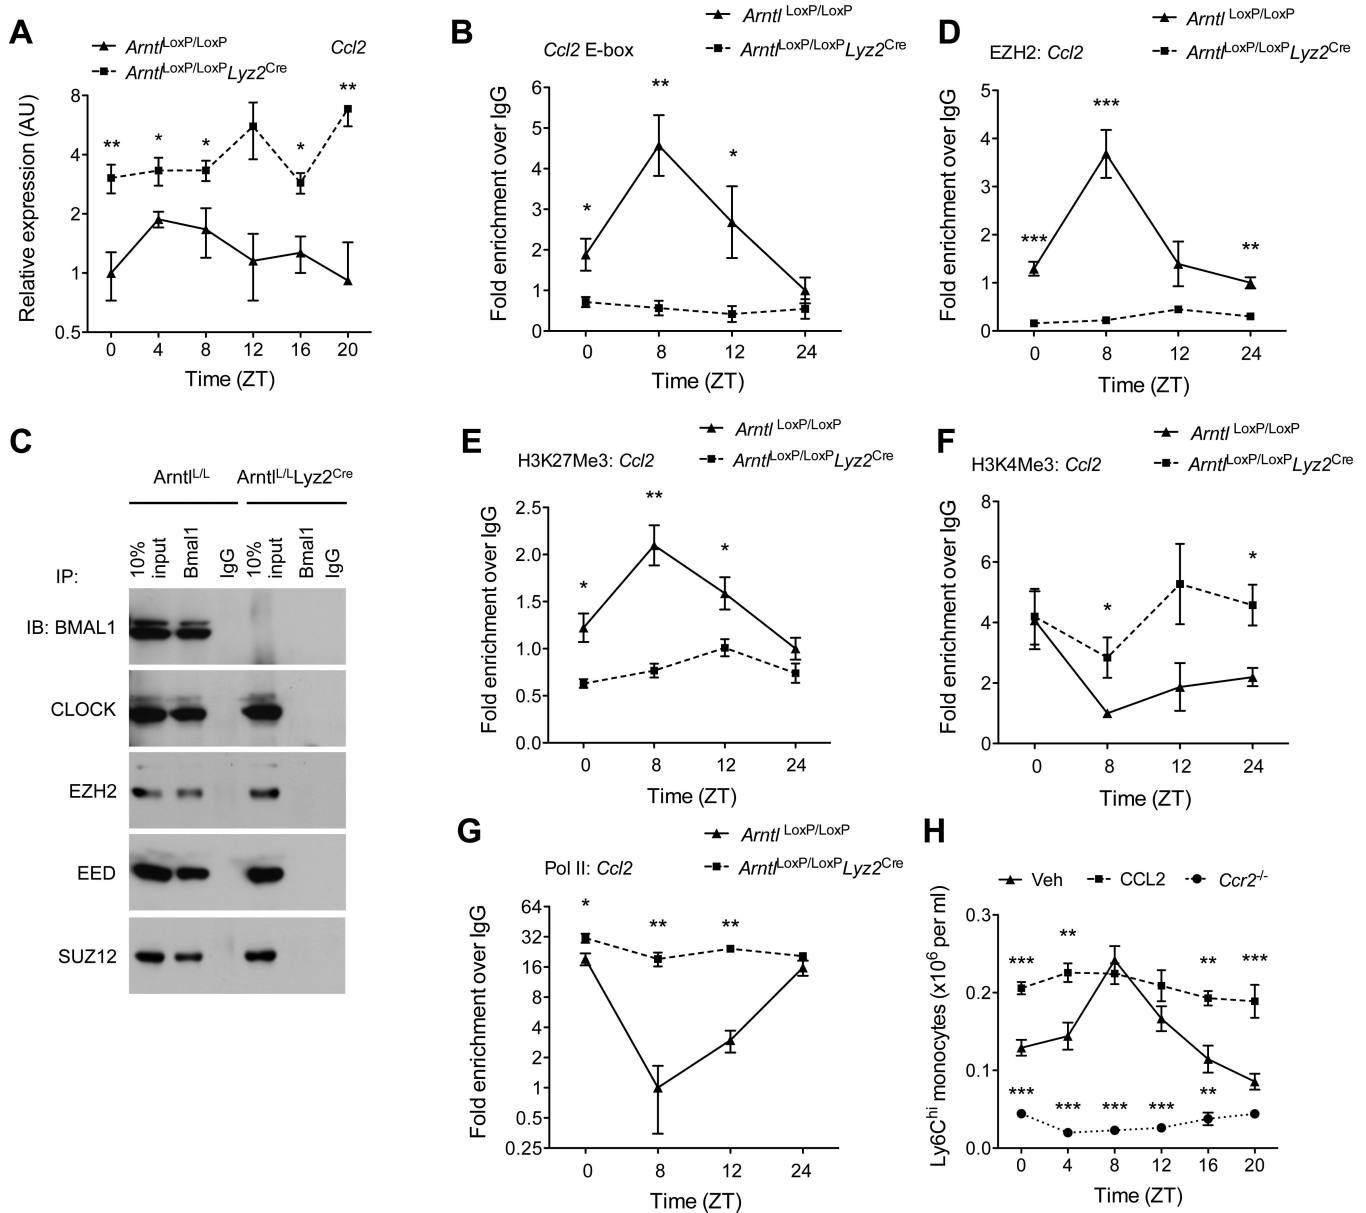 A
Arntl LoxP/LoxP
Arntl LoxP/LoxP Lyz2 Cre
Ccl2
Relative expression (AU)
8
4
2
1
0.5
** * * * **
0 4 8 12 16 20
Time (ZT)
B
Arntl LoxP/LoxP
Arntl LoxP/LoxP Lyz2 Cre
Ccl2 E-box
Fold enrichment over IgG
6
5
4
3
2
1
0
* ** *
0 8 12 24
Time (ZT)
D
Arntl LoxP/LoxP
Arntl LoxP/LoxP Lyz2 Cre
EZH2: Ccl2
Fold enrichment over IgG
5
4
3
2
1
0
*** *** **
0 8 12 24
Time (ZT)
C
Arntl L/L
Arntl L/L Lyz2 Cre
IP:
10% input
Bmal1
IgG
10% input
Bmal1
IgG
IB: BMAL1
CLOCK
EZH2
EED
SUZ12
E
Arntl LoxP/LoxP
Arntl LoxP/LoxP Lyz2 Cre
H3K27Me3: Ccl2
Fold enrichment over IgG
2.5
2.0
1.5
1.0
0.5
0.0
* ** *
0 8 12 24
Time (ZT)
F
Arntl LoxP/LoxP
Arntl LoxP/LoxP Lyz2 Cre
H3K4Me3: Ccl2
Fold enrichment over IgG
8
6
4
2
0
* *
0 8 12 24
Time (ZT)
G
Arntl LoxP/LoxP
Arntl LoxP/LoxP Lyz2 Cre
Pol II: Ccl2
Fold enrichment over IgG
64
32
16
8
4
2
1
0.5
0.25
* ** **
0 8 12 24
Time (ZT)
H
Veh CCL2 Ccr2-/-
Ly6Chi monocytes (x10⁶ per ml)
0.3
0.2
0.1
0.0
*** ** ** ***
*** *** *** *** **
0 4 8 12 16 20
Time (ZT)